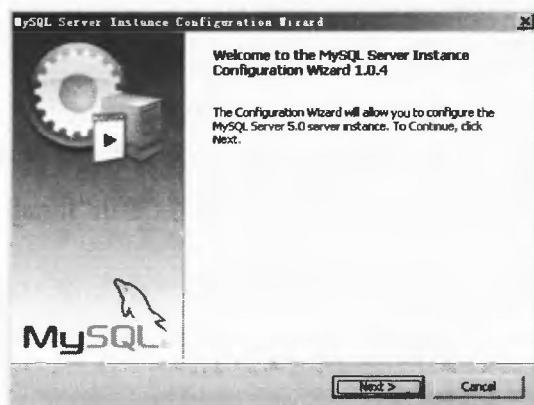 MySQL Server Instance Configuration Wizard
Welcome to the MySQL Server Instance
Configuration Wizard 1.0.4
The Configuration Wizard will allow you to configure the
MySQL Server 5.0 server instance. To Continue, click
Next.
MySQL
Next >
Cancel